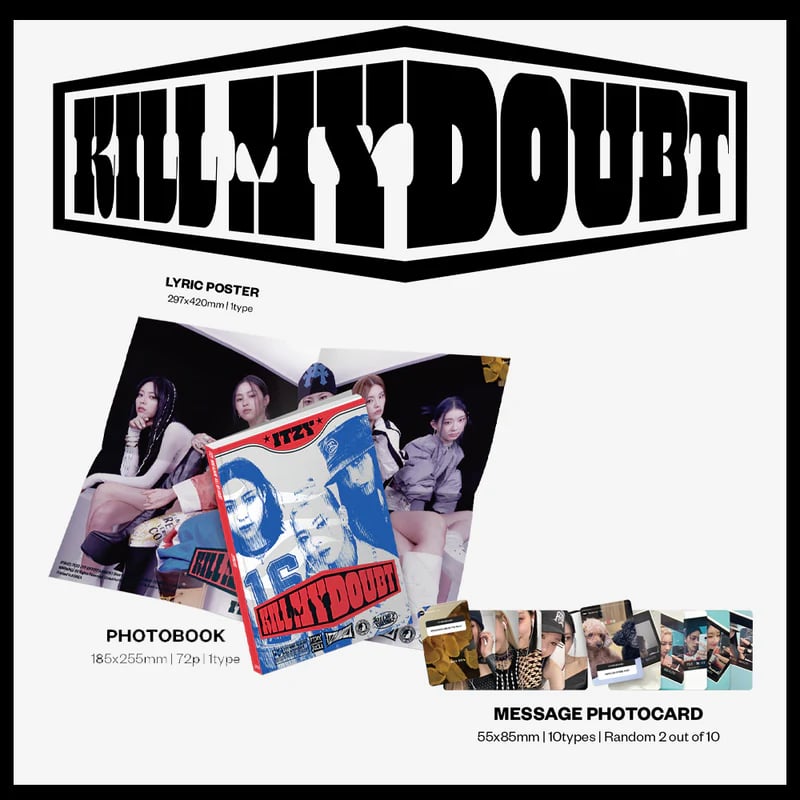 KILL MY DOUBT
LYRIC POSTER
297x420mm | 1type
★ITZY★
16
KILL MY DOUBT
KILL
PHOTOBOOK
185x255mm | 72p | 1type
MESSAGE PHOTOCARD
55x85mm | 10types | Random 2 out of 10